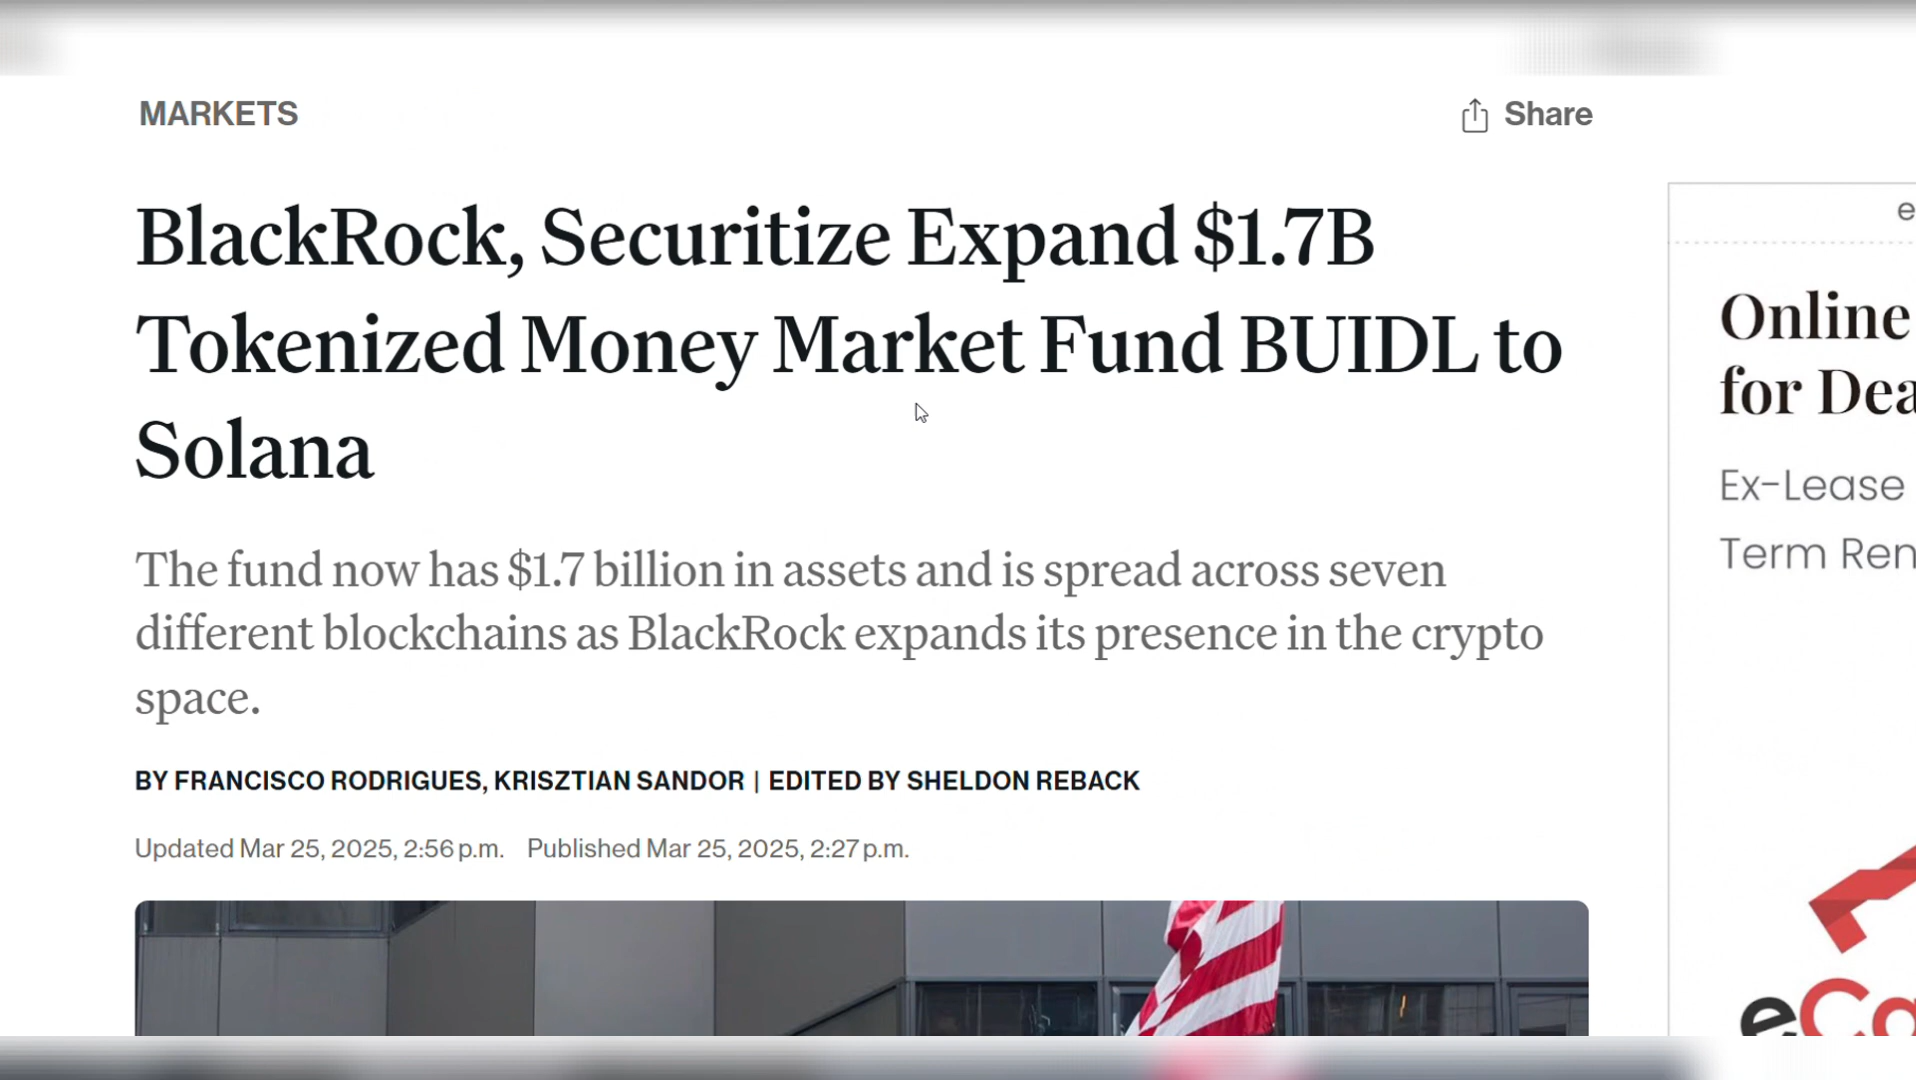 MARKETS
Share
BlackRock, Securitize Expand $1.7B
Tokenized Money Market Fund BUIDL to
Solana
The fund now has $1.7 billion in assets and is spread across seven
different blockchains as BlackRock expands its presence in the crypto
space.
BY FRANCISCO RODRIGUES, KRISZTIAN SANDOR | EDITED BY SHELDON REBACK
Updated Mar 25, 2025, 2:56 p.m. Published Mar 25, 2025, 2:27 p.m.
Online
for
Ex-Lease
Term